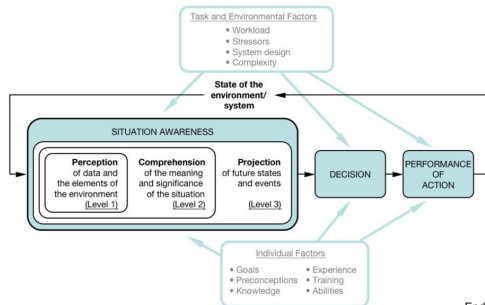 Task and Environmental Factors
• Workload
• Stressors
• System design
• Complexity
State of the
environment/
system
SITUATION AWARENESS
Perception
of data and
the elements of
the environment
(Level 1)
Comprehension
of the meaning
and significance
of the situation
(Level 2)
Projection
of future states
and events
(Level 3)
DECISION
PERFORMANCE
OF
ACTION
Individual Factors
• Goals
• Preconceptions
• Knowledge
• Experience
• Training
• Abilities